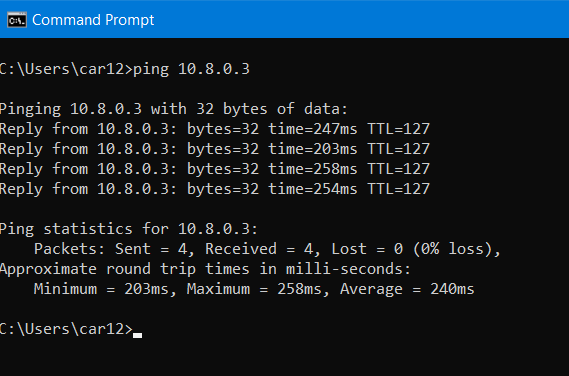 Command Prompt
C:\Users\car12>ping 10.8.0.3
Pinging 10.8.0.3 with 32 bytes of data:
Reply from 10.8.0.3: bytes=32 time=247ms TTL=127
Reply from 10.8.0.3: bytes=32 time=203ms TTL=127
Reply from 10.8.0.3: bytes=32 time=258ms TTL=127
Reply from 10.8.0.3: bytes=32 time=254ms TTL=127
Ping statistics for 10.8.0.3:
    Packets: Sent = 4, Received = 4, Lost = 0 (0% loss),
Approximate round trip times in milli-seconds:
    Minimum = 203ms, Maximum = 258ms, Average = 240ms
C:\Users\car12>